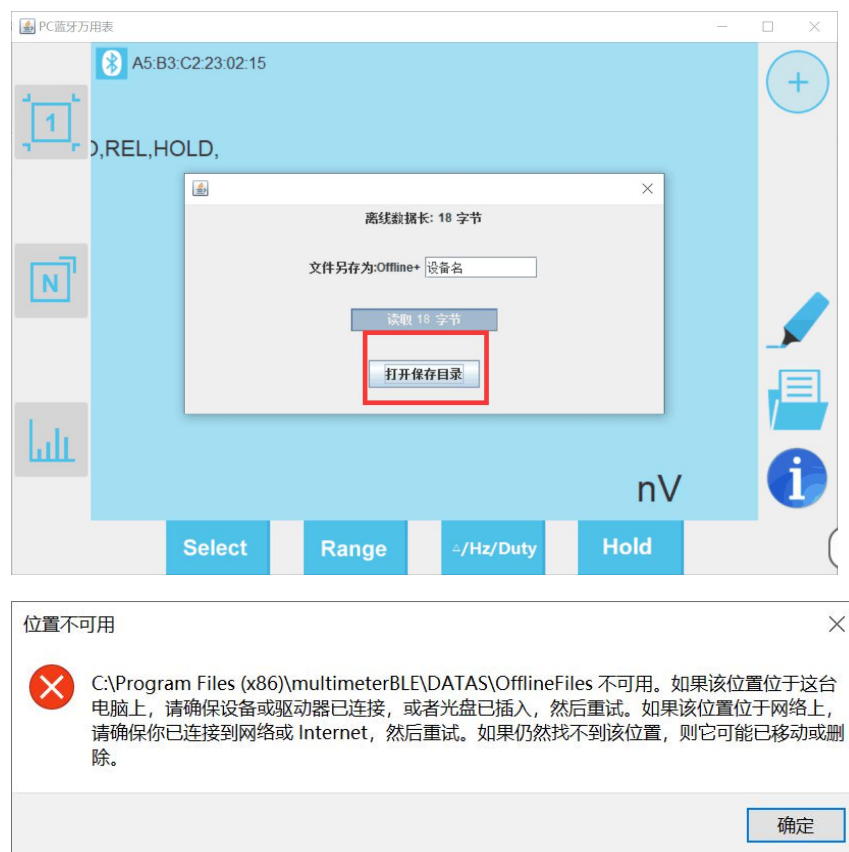 PC蓝牙万用表
A5:B3:C2:23:02:15
1
,REL,HOLD,
离线数据长: 18 字节
文件另存为:Offline+ 设备名
N
读取 18 字节
打开保存目录
nV
Select Range △/Hz/Duty Hold
位置不可用
C:\Program Files (x86)\multimeterBLE\DATAS\OfflineFiles 不可用。如果该位置位于这台
电脑上，请确保设备或驱动器已连接，或者光盘已插入，然后重试。如果该位置位于网络上，
请确保你已连接到网络或 Internet，然后重试。如果仍然找不到该位置，则它可能已移动或删
除。
确定